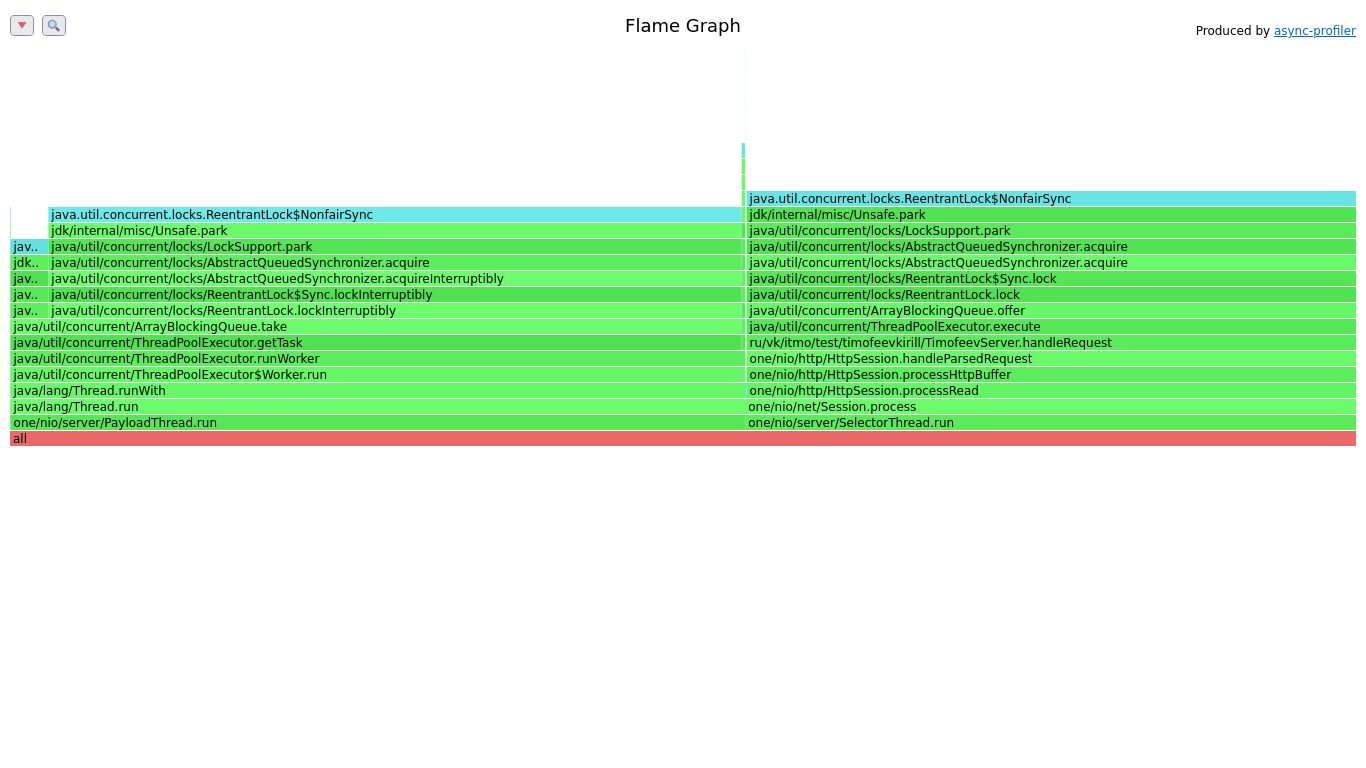 Flame Graph
Produced by async-profiler
java.util.concurrent.locks.ReentrantLock$NonfairSync
java.util.concurrent.locks.ReentrantLock$NonfairSync jdk/internal/misc/Unsafe.park
jdk/internal/misc/Unsafe.park java/util/concurrent/locks/LockSupport.park
jav.. java/util/concurrent/locks/LockSupport.park java/util/concurrent/locks/AbstractQueuedSynchronizer.acquire
jdk.. java/util/concurrent/locks/AbstractQueuedSynchronizer.acquire java/util/concurrent/locks/AbstractQueuedSynchronizer.acquire
jav.. java/util/concurrent/locks/AbstractQueuedSynchronizer.acquireInterruptibly java/util/concurrent/locks/ReentrantLock$Sync.lock
jav.. java/util/concurrent/locks/ReentrantLock$Sync.lockInterruptibly java/util/concurrent/locks/ReentrantLock.lock
jav.. java/util/concurrent/locks/ReentrantLock.lockInterruptibly java/util/concurrent/ArrayBlockingQueue.offer
java/util/concurrent/ArrayBlockingQueue.take java/util/concurrent/ThreadPoolExecutor.execute
java/util/concurrent/ThreadPoolExecutor.getTask ru/vk/itmo/test/timofeevkirill/TimofeevServer.handleRequest
java/util/concurrent/ThreadPoolExecutor.runWorker one/nio/http/HttpSession.handleParsedRequest
java/util/concurrent/ThreadPoolExecutor$Worker.run one/nio/http/HttpSession.processHttpBuffer
java/lang/Thread.runWith one/nio/http/HttpSession.processRead
java/lang/Thread.run one/nio/net/Session.process
one/nio/server/PayloadThread.run one/nio/server/SelectorThread.run
all